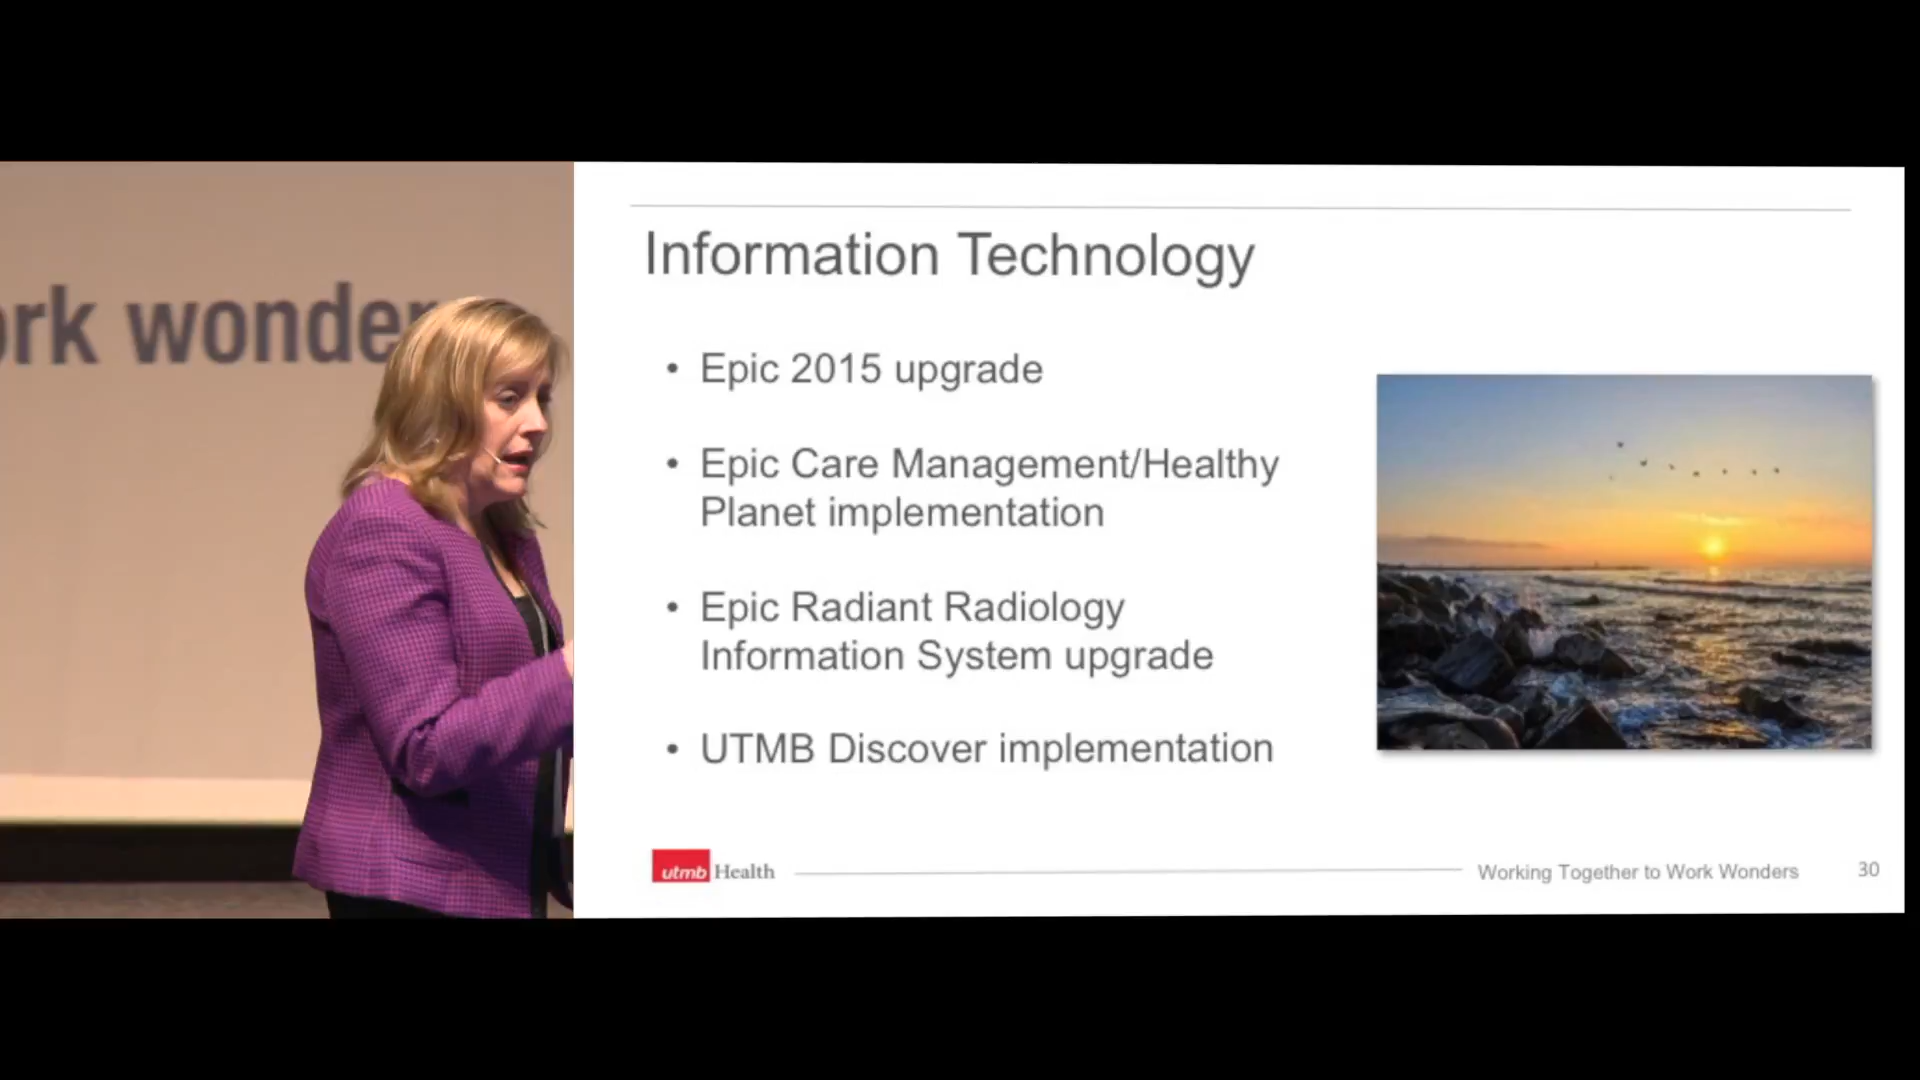 ork wonder
Information Technology
• Epic 2015 upgrade
• Epic Care Management/Healthy
Planet implementation
• Epic Radiant Radiology
Information System upgrade
• UTMB Discover implementation
utmb Health
Working Together to Work Wonders
30